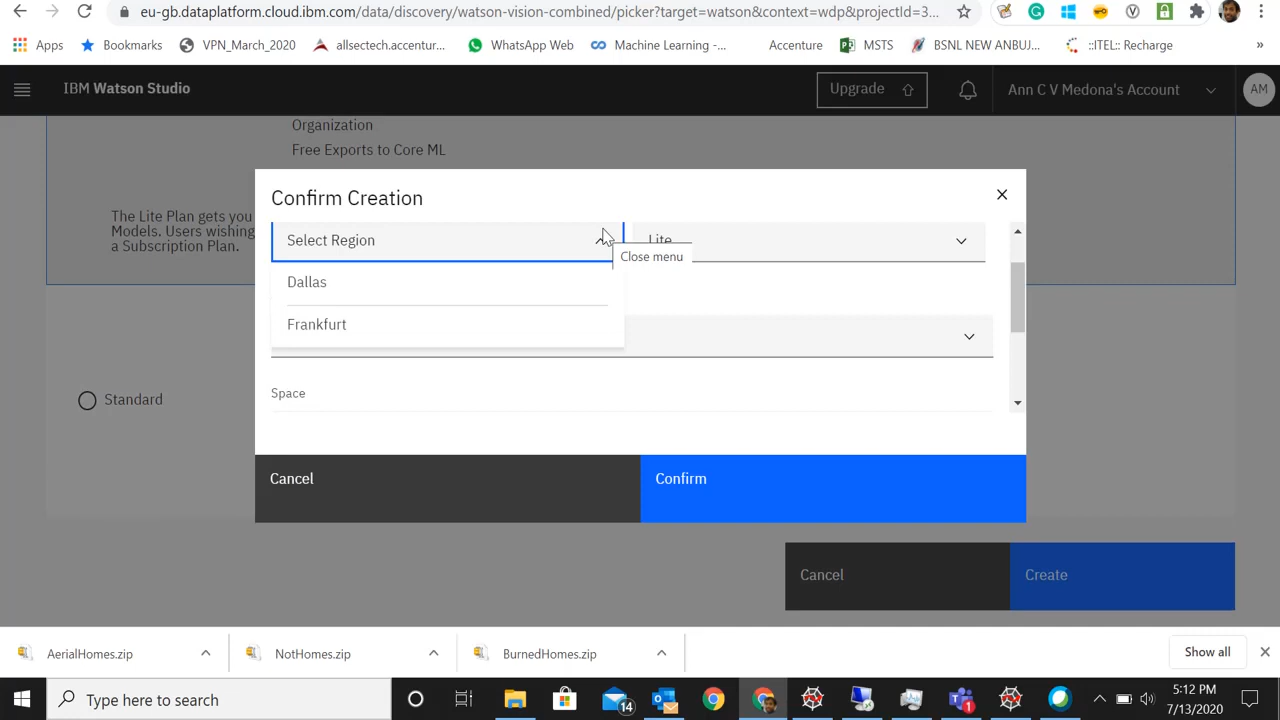 eu-gb.dataplatform.cloud.ibm.com/data/discovery/watson-vision-combined/picker?target=watson&context=wdp&projectId=3...
Apps
Bookmarks
VPN_March_2020
allsectech.accentur...
WhatsApp Web
Machine Learning -...
Accenture
MSTS
BSNL NEW ANBUJ...
::ITEL:: Recharge
»
IBM Watson Studio
Upgrade
Ann C V Medona's Account
AM
Organization
Free Exports to Core ML
Confirm Creation
The Lite Plan gets you
Models. Users wishing
a Subscription Plan.
Select Region
Lite
Close menu
Dallas
Frankfurt
Space
Standard
Cancel
Confirm
Cancel
Create
AerialHomes.zip
NotHomes.zip
BurnedHomes.zip
Show all
Type here to search
14
1
5:12 PM
7/13/2020